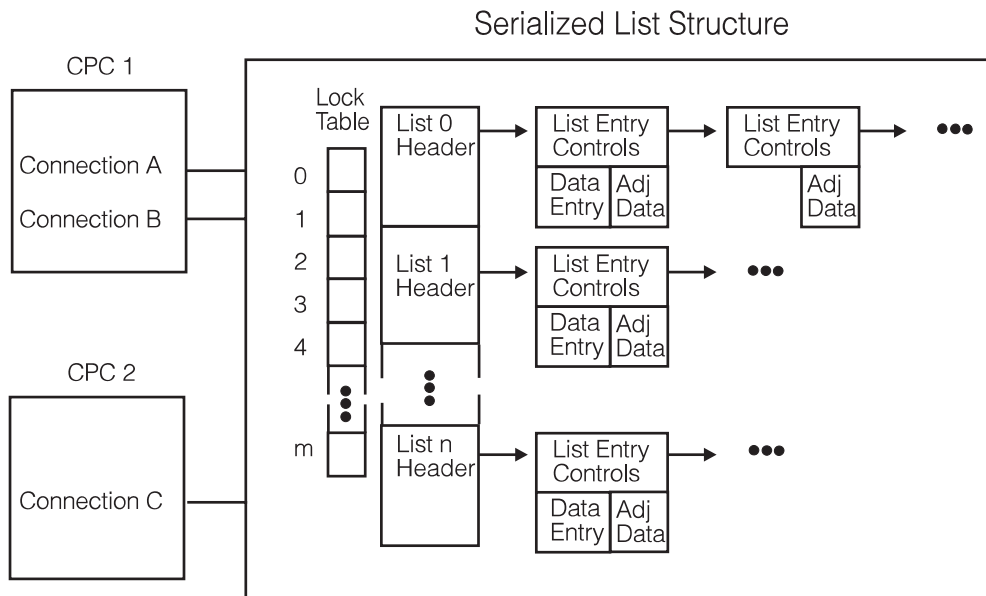 Serialized List Structure
CPC 1
Connection A
Connection B
CPC 2
Connection C
Lock
Table
0
1
2
3
4
m
List 0
Header
List Entry
Controls
Data
Entry
Adj
Data
List Entry
Controls
Adj
Data
List 1
Header
List Entry
Controls
Data
Entry
Adj
Data
List n
Header
List Entry
Controls
Data
Entry
Adj
Data